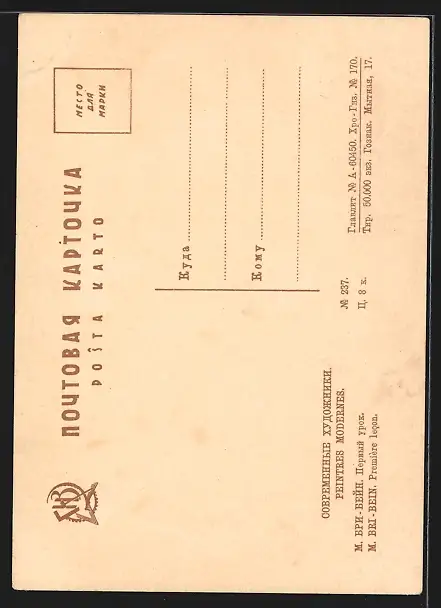 ПОЧТОВАЯ КАРТОЧКА
POŜTA KARTO
МЕСТО
ДЛЯ
МАРКИ
Куда
Кому
СОВРЕМЕННЫЕ ХУДОЖНИКИ.
PEINTRES MODERNES.
М. БРИ-БЕЙН. Первый урок.
M. BRI-BEIN. Première leçon.
№ 237.
Ц. 8 к.
Главлит № А-60450. Хро-Гиз, № 170.
Тир. 50.000 экз. Гознак. Мытная, 17.